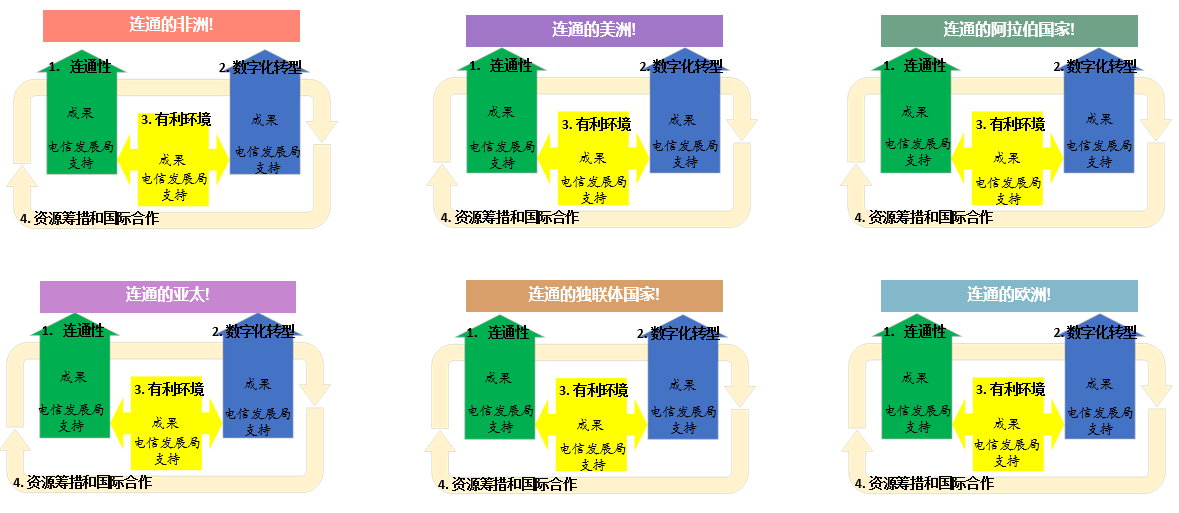 连通的非洲!
1. 连通性
2. 数字化转型
成果
成果
3. 有利环境
电信发展局
支持
电信发展局
支持
成果
电信发展局
支持
4. 资源筹措和国际合作
连通的美洲!
1. 连通性
2. 数字化转型
成果
成果
3. 有利环境
电信发展局
支持
电信发展局
支持
成果
电信发展局
支持
4. 资源筹措和国际合作
连通的阿拉伯国家!
1. 连通性
2. 数字化转型
成果
成果
3. 有利环境
电信发展局
支持
电信发展局
支持
成果
电信发展局
支持
4. 资源筹措和国际合作
连通的亚太!
1. 连通性
2. 数字化转型
成果
成果
3. 有利环境
电信发展局
支持
电信发展局
支持
成果
电信发展局
支持
4. 资源筹措和国际合作
连通的独联体国家!
1. 连通性
2. 数字化转型
成果
成果
3. 有利环境
电信发展局
支持
电信发展局
支持
成果
电信发展局
支持
4. 资源筹措和国际合作
连通的欧洲!
1. 连通性
2. 数字化转型
成果
成果
3. 有利环境
电信发展局
支持
电信发展局
支持
成果
电信发展局
支持
4. 资源筹措和国际合作